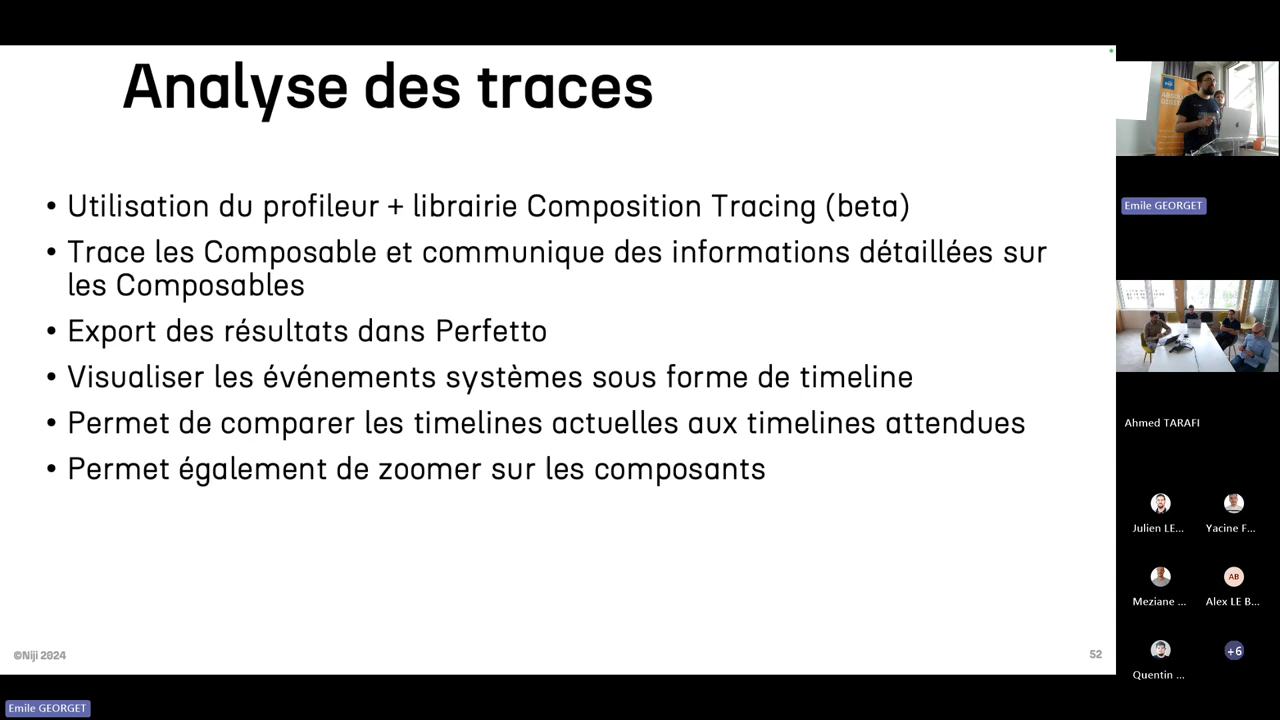 Analyse des traces
• Utilisation du profileur + librairie Composition Tracing (beta)
• Trace les Composable et communique des informations détaillées sur
les Composables
• Export des résultats dans Perfetto
• Visualiser les événements systèmes sous forme de timeline
• Permet de comparer les timelines actuelles aux timelines attendues
• Permet également de zoomer sur les composants
©Niji 2024
52
Emile GEORGET
Emile GEORGET
Ahmed TARAFI
Julien LE...
Yacine F...
Meziane ...
AB
Alex LE B...
Quentin ...
+6